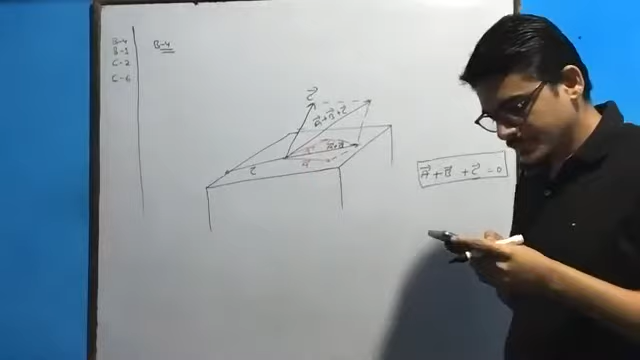 B-4
B-1
C-2
C-6
B-4
C⃗
A⃗+B⃗+C⃗
A⃗+B⃗
C
A⃗ + B⃗ + C⃗ = 0